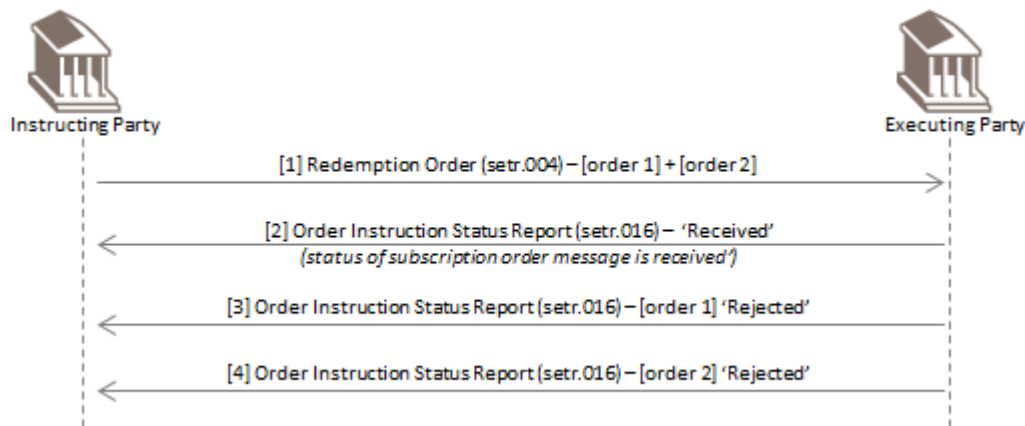 Instructing Party
Executing Party
[1] Redemption Order (setr.004) – [order 1] + [order 2]
[2] Order Instruction Status Report (setr.016) – ‘Received’
(status of subscription order message is received’)
[3] Order Instruction Status Report (setr.016) – [order 1] ‘Rejected’
[4] Order Instruction Status Report (setr.016) – [order 2] ‘Rejected’